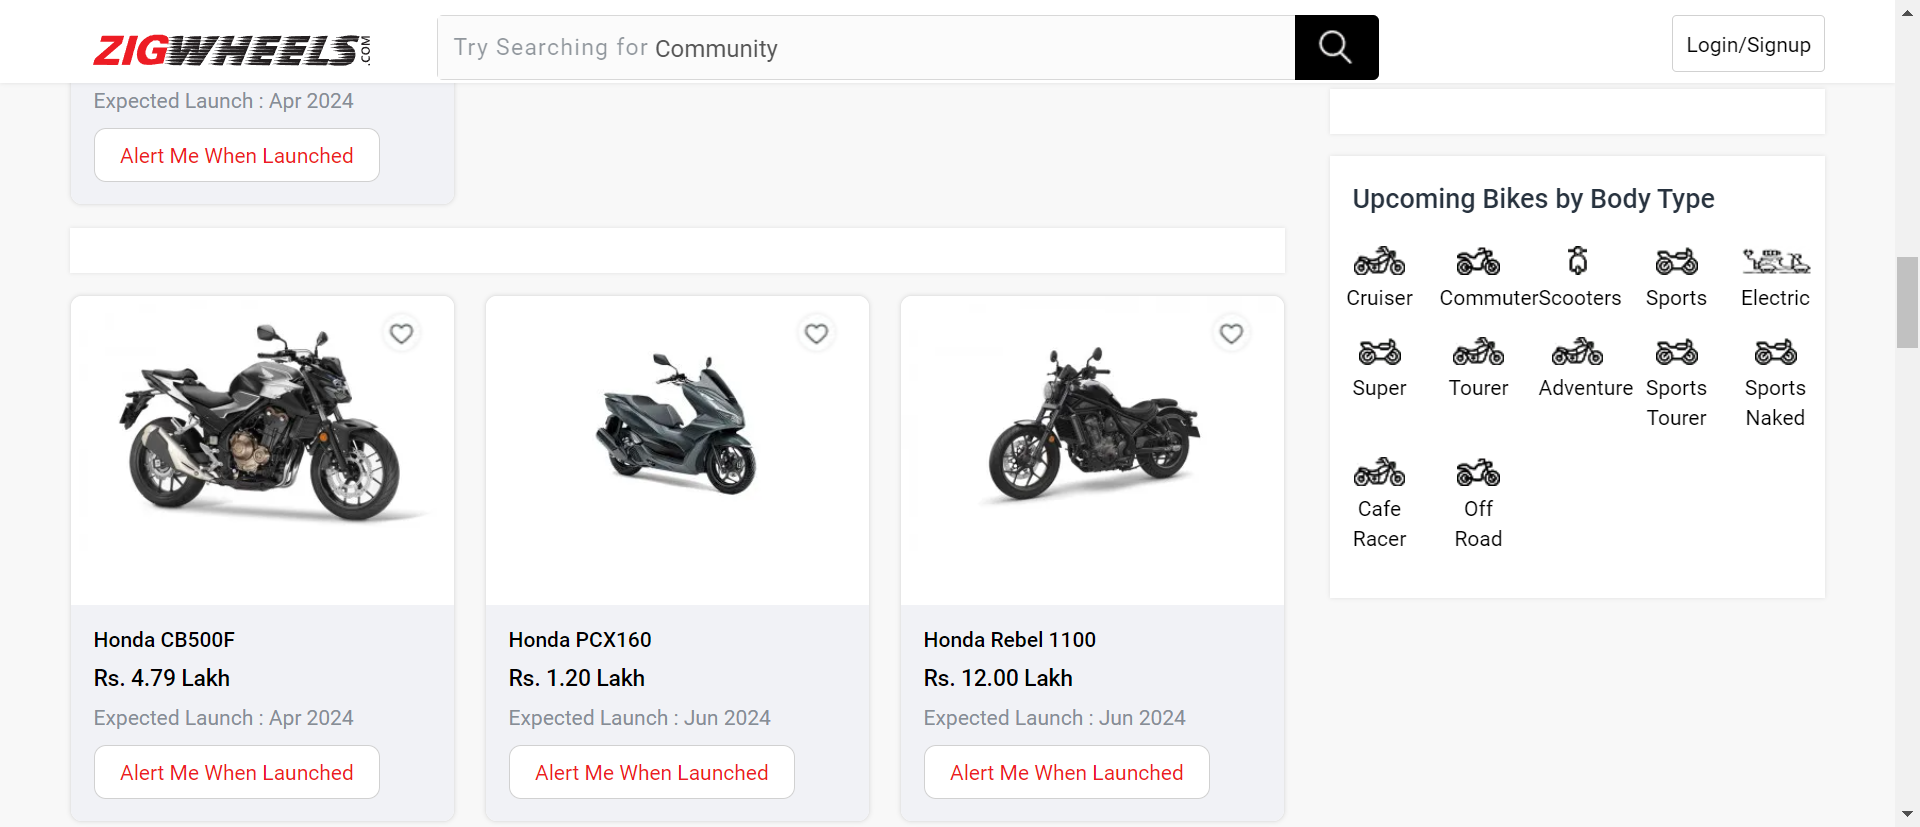 ZIGWHEELS.COM
Try Searching for Community
Login/Signup
Expected Launch : Apr 2024
Alert Me When Launched
Upcoming Bikes by Body Type
Cruiser
Commuter
Scooters
Sports
Electric
Super
Tourer
Adventure
Sports
Tourer
Sports
Naked
Cafe
Racer
Off
Road
Honda CB500F
Rs. 4.79 Lakh
Expected Launch : Apr 2024
Alert Me When Launched
Honda PCX160
Rs. 1.20 Lakh
Expected Launch : Jun 2024
Alert Me When Launched
Honda Rebel 1100
Rs. 12.00 Lakh
Expected Launch : Jun 2024
Alert Me When Launched